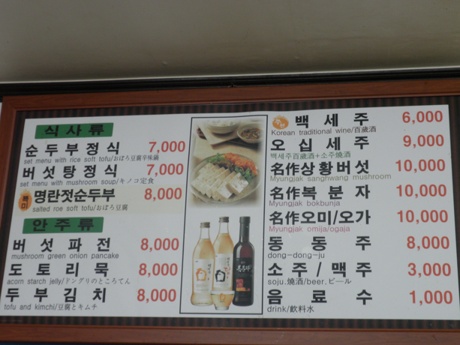 식사류
순두부정식 7,000
set menu with rice soft tofu/おぼろ豆腐辛味鍋
버섯탕정식 7,000
set menu with mushroom soup/キノコ定食
명란젓순두부 8,000
salted roe soft tofu/おぼろ豆腐
안주류
버섯파전 8,000
mushroom green onion pancake
도토리묵 8,000
acorn starch jelly/ドングリのところてん
두부김치 8,000
tofu and kimchi/豆腐とキムチ
백세주 6,000
Korean traditional wine/百歳酒
오십세주 9,000
백세주百歳酒+소주焼酒
名作상황버섯 10,000
Myungjak sanghwang mushroom
名作복분자 10,000
Myungjak bokbunja
名作오미/오가 10,000
Myungjak omija/ogaja
동동주 8,000
dong-dong-ju
소주/맥주 3,000
soju.焼酒/beer.ビール
음료수 1,000
drink/飲料水